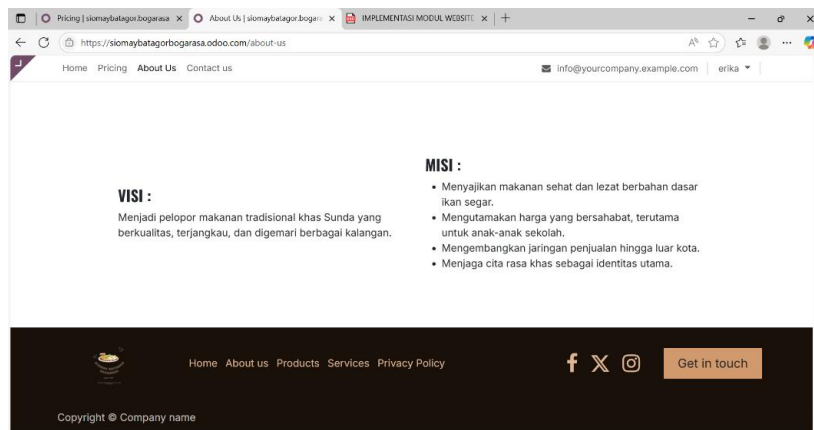 Pricing | siomaybatagor.bogarasa
About Us | siomaybatagor.bogara
IMPLEMENTASI MODUL WEBSITE
https://siomaybatagorbogarasa.odoo.com/about-us
Home Pricing About Us Contact us
info@yourcompany.example.com erika
VISI :
Menjadi pelopor makanan tradisional khas Sunda yang
berkualitas, terjangkau, dan digemari berbagai kalangan.
MISI :
• Menyajikan makanan sehat dan lezat berbahan dasar
ikan segar.
• Mengutamakan harga yang bersahabat, terutama
untuk anak-anak sekolah.
• Mengembangkan jaringan penjualan hingga luar kota.
• Menjaga cita rasa khas sebagai identitas utama.
Home About us Products Services Privacy Policy
Get in touch
Copyright © Company name